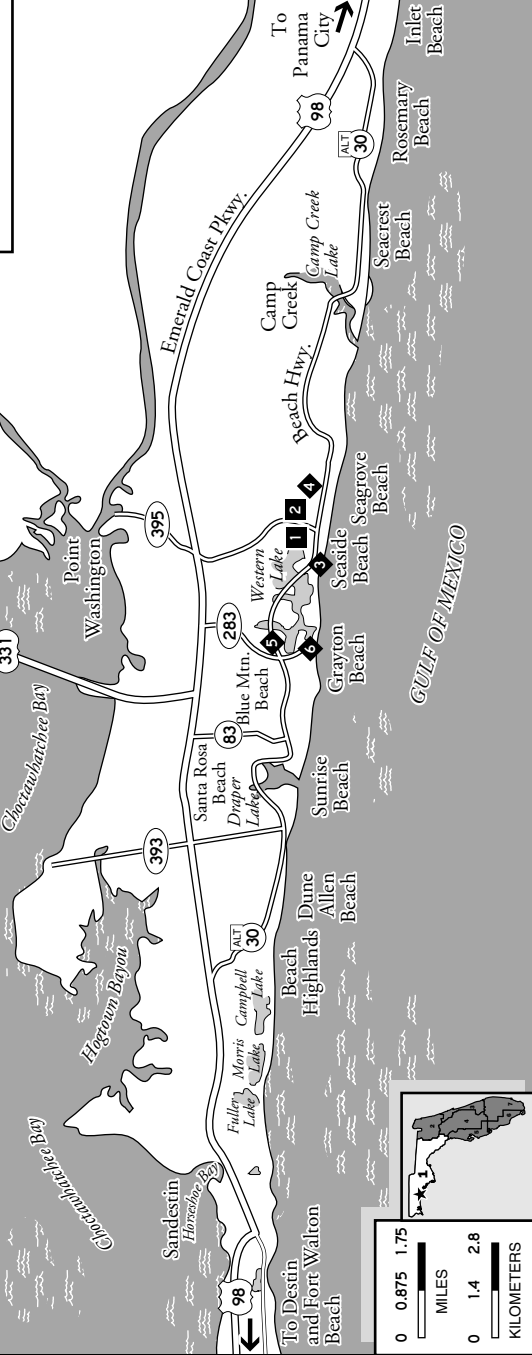 To
Panama
City
Inlet
Beach
98
ALT
30
Rosemary
Beach
Emerald Coast Pkwy.
Camp
Creek
Camp Creek
Lake
Seacrest
Beach
Beach Hwy.
4
2
1
3
5
6
Seagrove
Beach
395
Point
Washington
Western
Lake
Seaside
Beach
283
Grayton
Beach
GULF OF MEXICO
331
Blue Mtn.
Beach
83
Choctawhatchee Bay
Santa Rosa
Beach
Draper
Lake
Sunrise
Beach
393
Dune
Allen
Beach
ALT
30
Beach
Highlands
Hogtown Bayou
Campbell
Lake
Morris
Lake
Fuller
Lake
Choctawhatchee Bay
Sandestin
Horseshoe Bay
98
To Destin
and Fort Walton
Beach
0 0.875 1.75
MILES
0 1.4 2.8
KILOMETERS
1